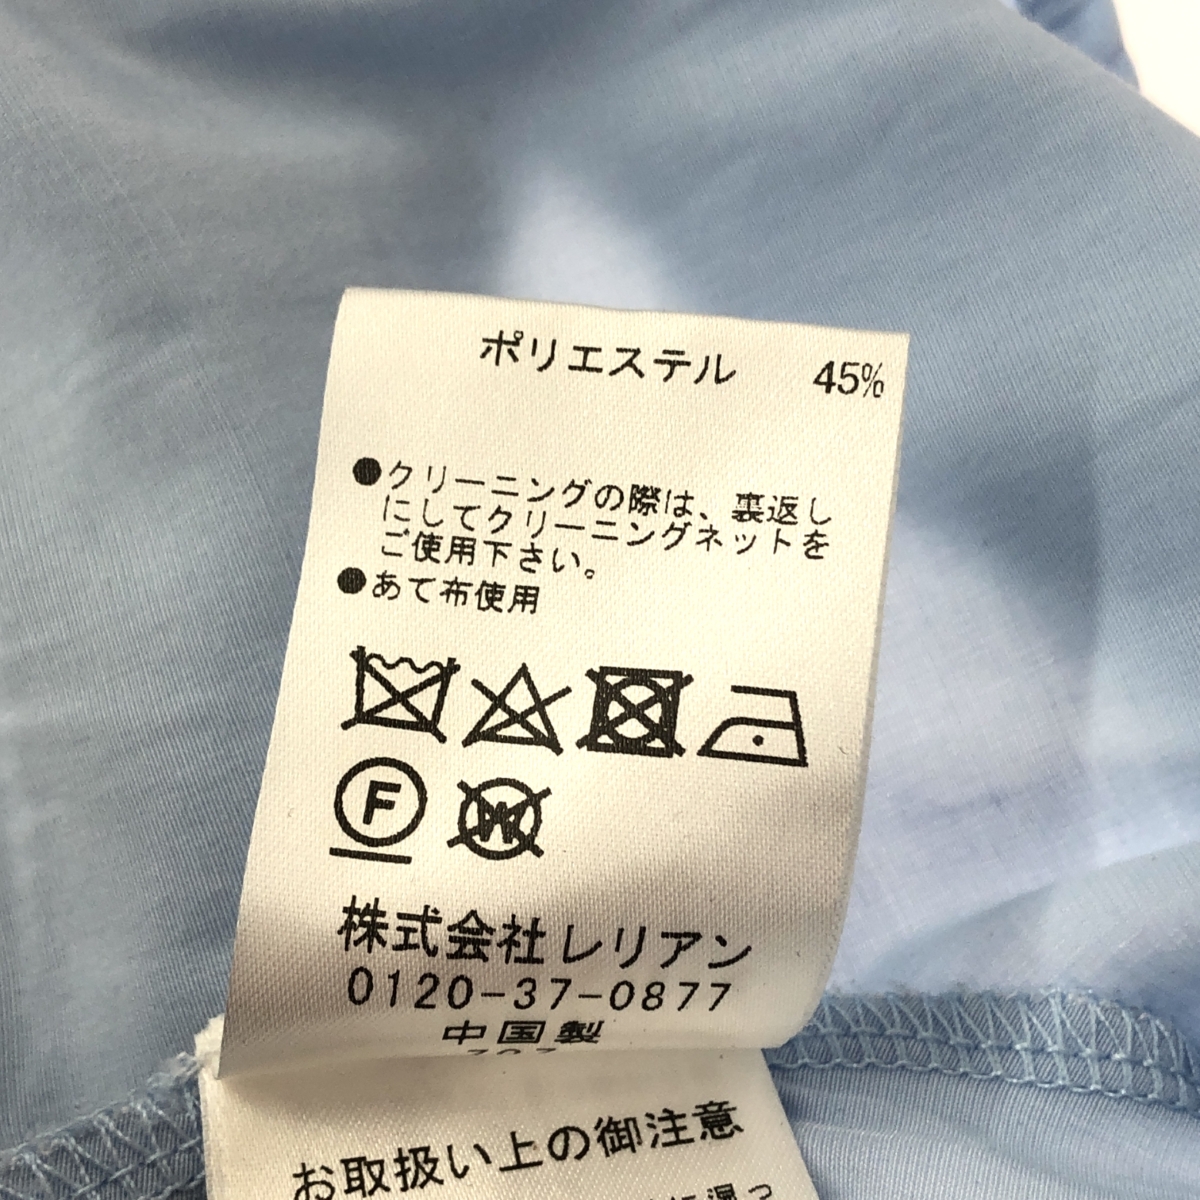 ポリエステル 45%
●クリーニングの際は、裏返し
にしてクリーニングネットを
ご使用下さい。
●あて布使用
F W
株式会社レリアン
0120-37-0877
中国製
お取扱い上の御注意